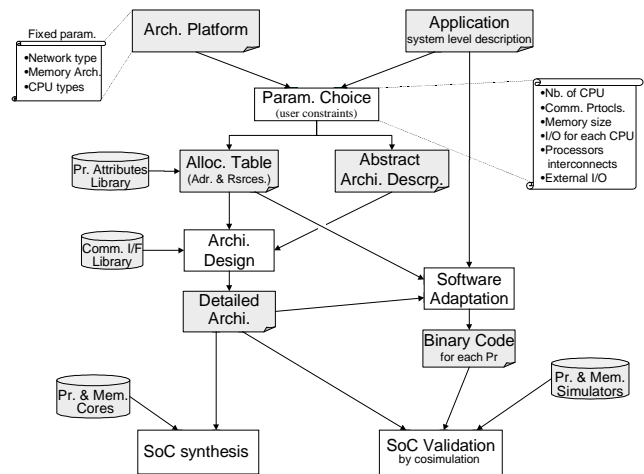 Fixed param.
•Network type
•Memory Arch.
•CPU types
Arch. Platform
Application
system level description
Param. Choice
(user constraints)
•Nb. of CPU
•Comm. Prtocls.
•Memory size
•I/O for each CPU
•Processors
interconnects
•External I/O
Pr. Attributes
Library
Alloc. Table
(Adr. & Rsrces.)
Abstract
Archi. Descrp.
Comm. I/F
Library
Archi.
Design
Software
Adaptation
Detailed
Archi.
Binary Code
for each Pr
Pr. & Mem.
Cores
Pr. & Mem.
Simulators
SoC synthesis
SoC Validation
by cosimulation